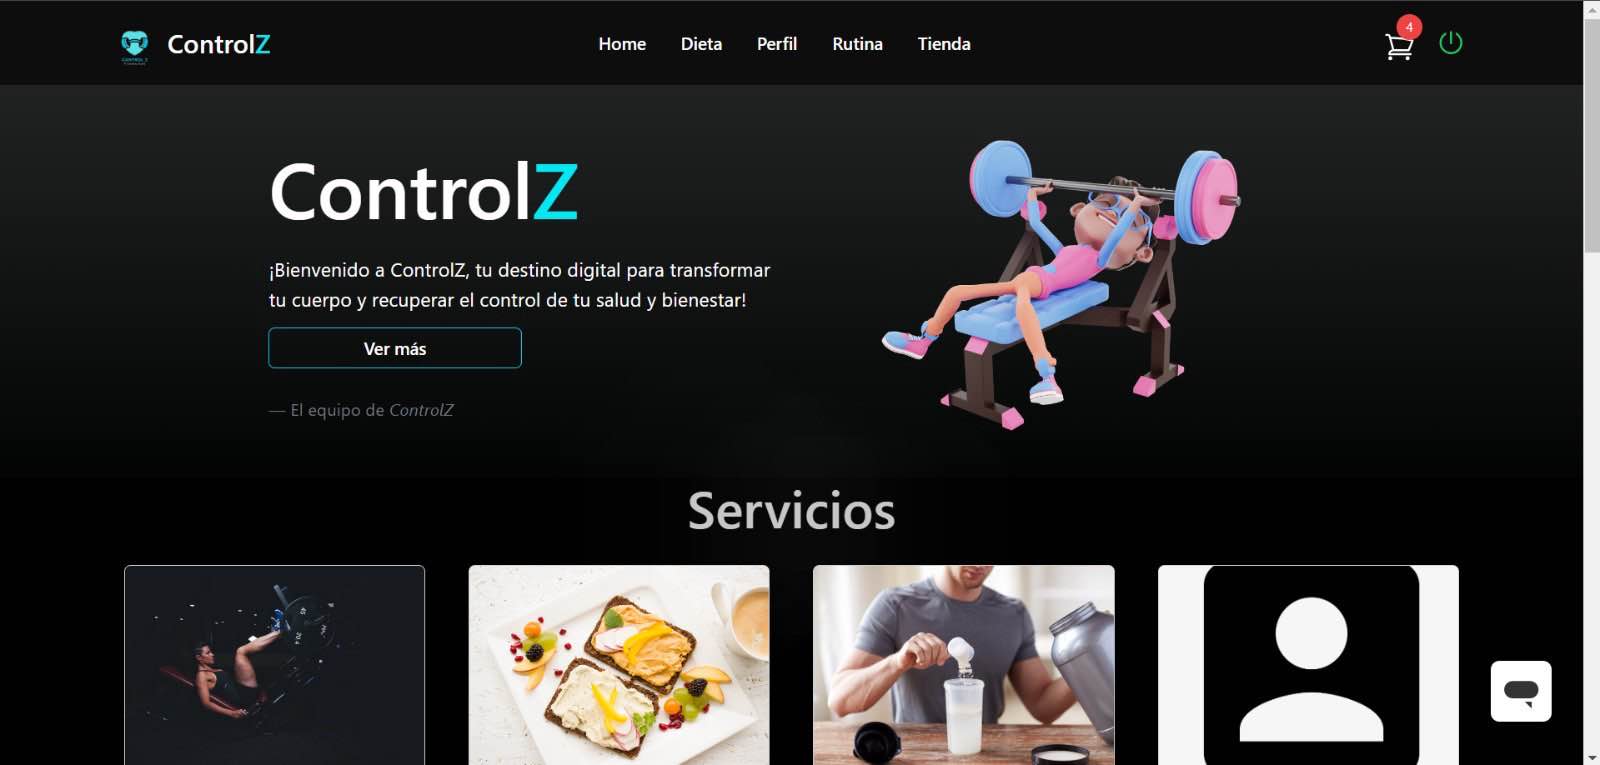 ControlZ
Home
Dieta
Perfil
Rutina
Tienda
4
ControlZ
¡Bienvenido a ControlZ, tu destino digital para transformar
tu cuerpo y recuperar el control de tu salud y bienestar!
Ver más
— El equipo de ControlZ
Servicios